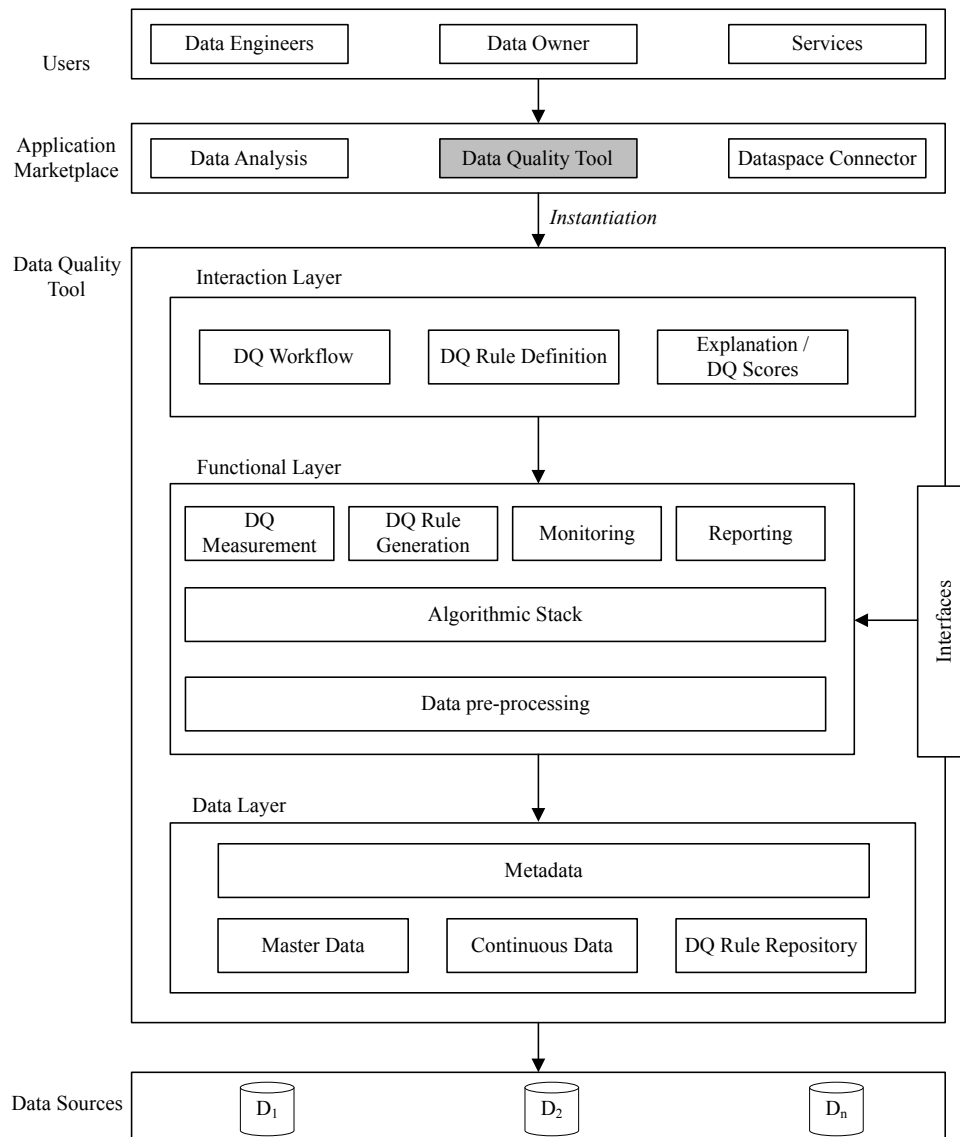 Users
Data Engineers
Data Owner
Services
Application
Marketplace
Data Analysis
Data Quality Tool
Dataspace Connector
Instantiation
Data Quality
Tool
Interaction Layer
DQ Workflow
DQ Rule Definition
Explanation /
DQ Scores
Functional Layer
DQ
Measurement
DQ Rule
Generation
Monitoring
Reporting
Algorithmic Stack
Data pre-processing
Interfaces
Data Layer
Metadata
Master Data
Continuous Data
DQ Rule Repository
Data Sources
D1
D2
Dn